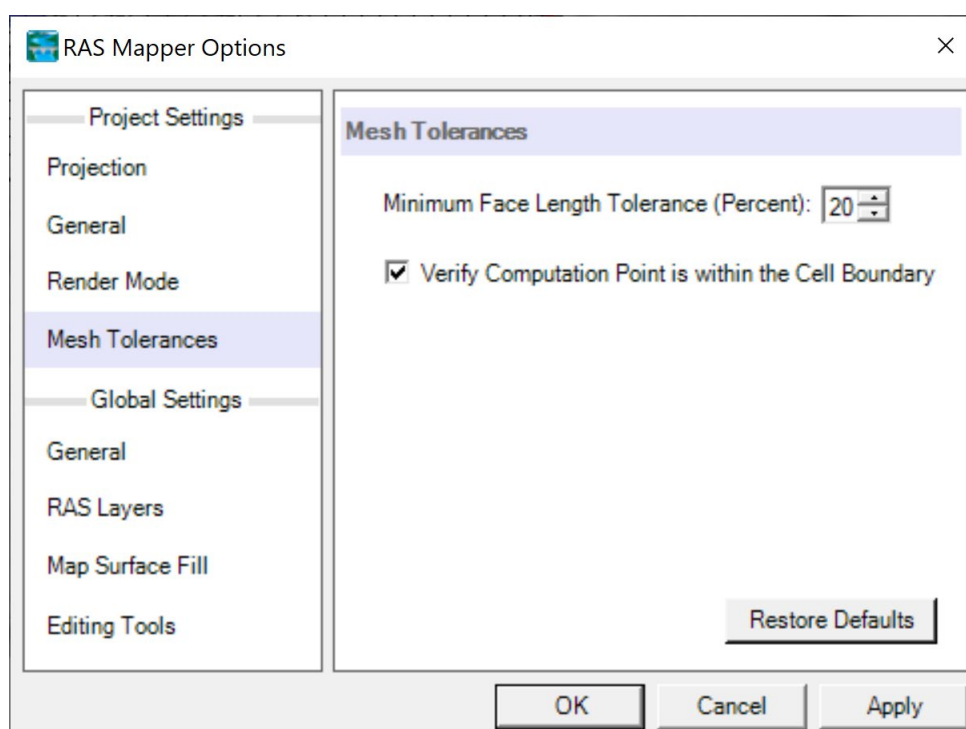 RAS Mapper Options
Project Settings
Projection
General
Render Mode
Mesh Tolerances
Global Settings
General
RAS Layers
Map Surface Fill
Editing Tools
Mesh Tolerances
Minimum Face Length Tolerance (Percent): 20
Verify Computation Point is within the Cell Boundary
Restore Defaults
OK Cancel Apply